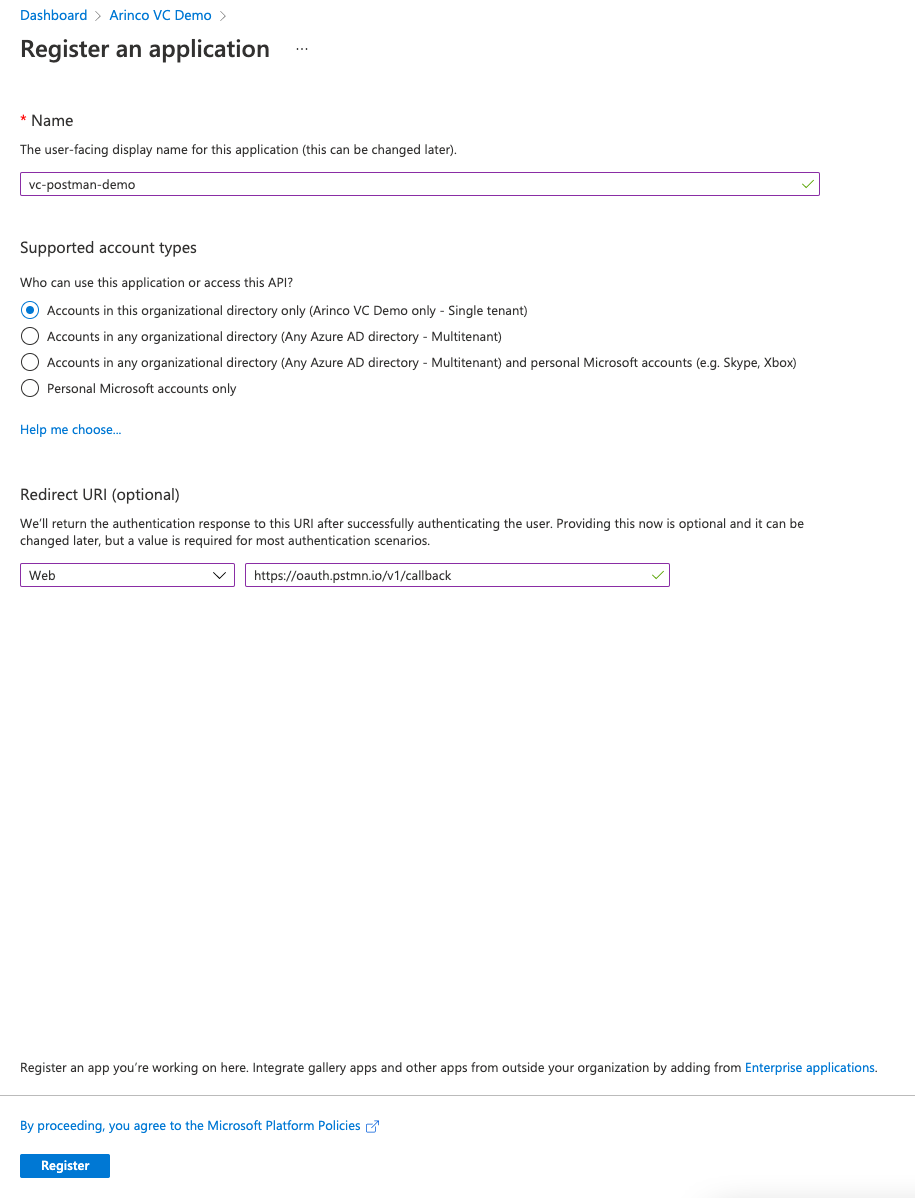 Dashboard > Arinco VC Demo >
Register an application ...
* Name
The user-facing display name for this application (this can be changed later).
vc-postman-demo
Supported account types
Who can use this application or access this API?
Accounts in this organizational directory only (Arinco VC Demo only - Single tenant)
Accounts in any organizational directory (Any Azure AD directory - Multitenant)
Accounts in any organizational directory (Any Azure AD directory - Multitenant) and personal Microsoft accounts (e.g. Skype, Xbox)
Personal Microsoft accounts only
Help me choose...
Redirect URI (optional)
We'll return the authentication response to this URI after successfully authenticating the user. Providing this now is optional and it can be
changed later, but a value is required for most authentication scenarios.
Web https://oauth.pstmn.io/v1/callback
Register an app you're working on here. Integrate gallery apps and other apps from outside your organization by adding from Enterprise applications.
By proceeding, you agree to the Microsoft Platform Policies
Register